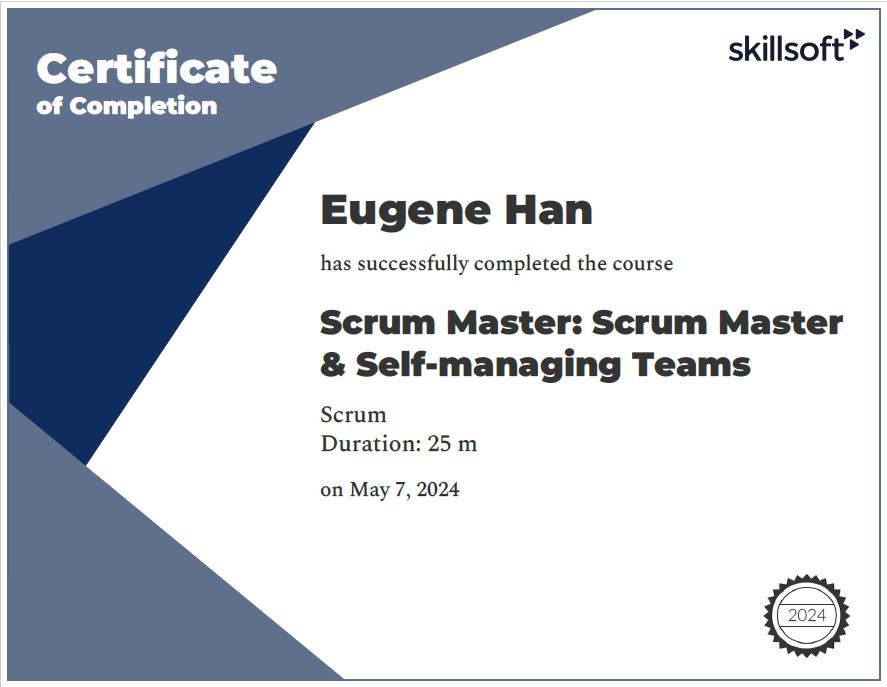 Certificate
of Completion
skillsoft
Eugene Han
has successfully completed the course
Scrum Master: Scrum Master
& Self-managing Teams
Scrum
Duration: 25 m
on May 7, 2024
2024